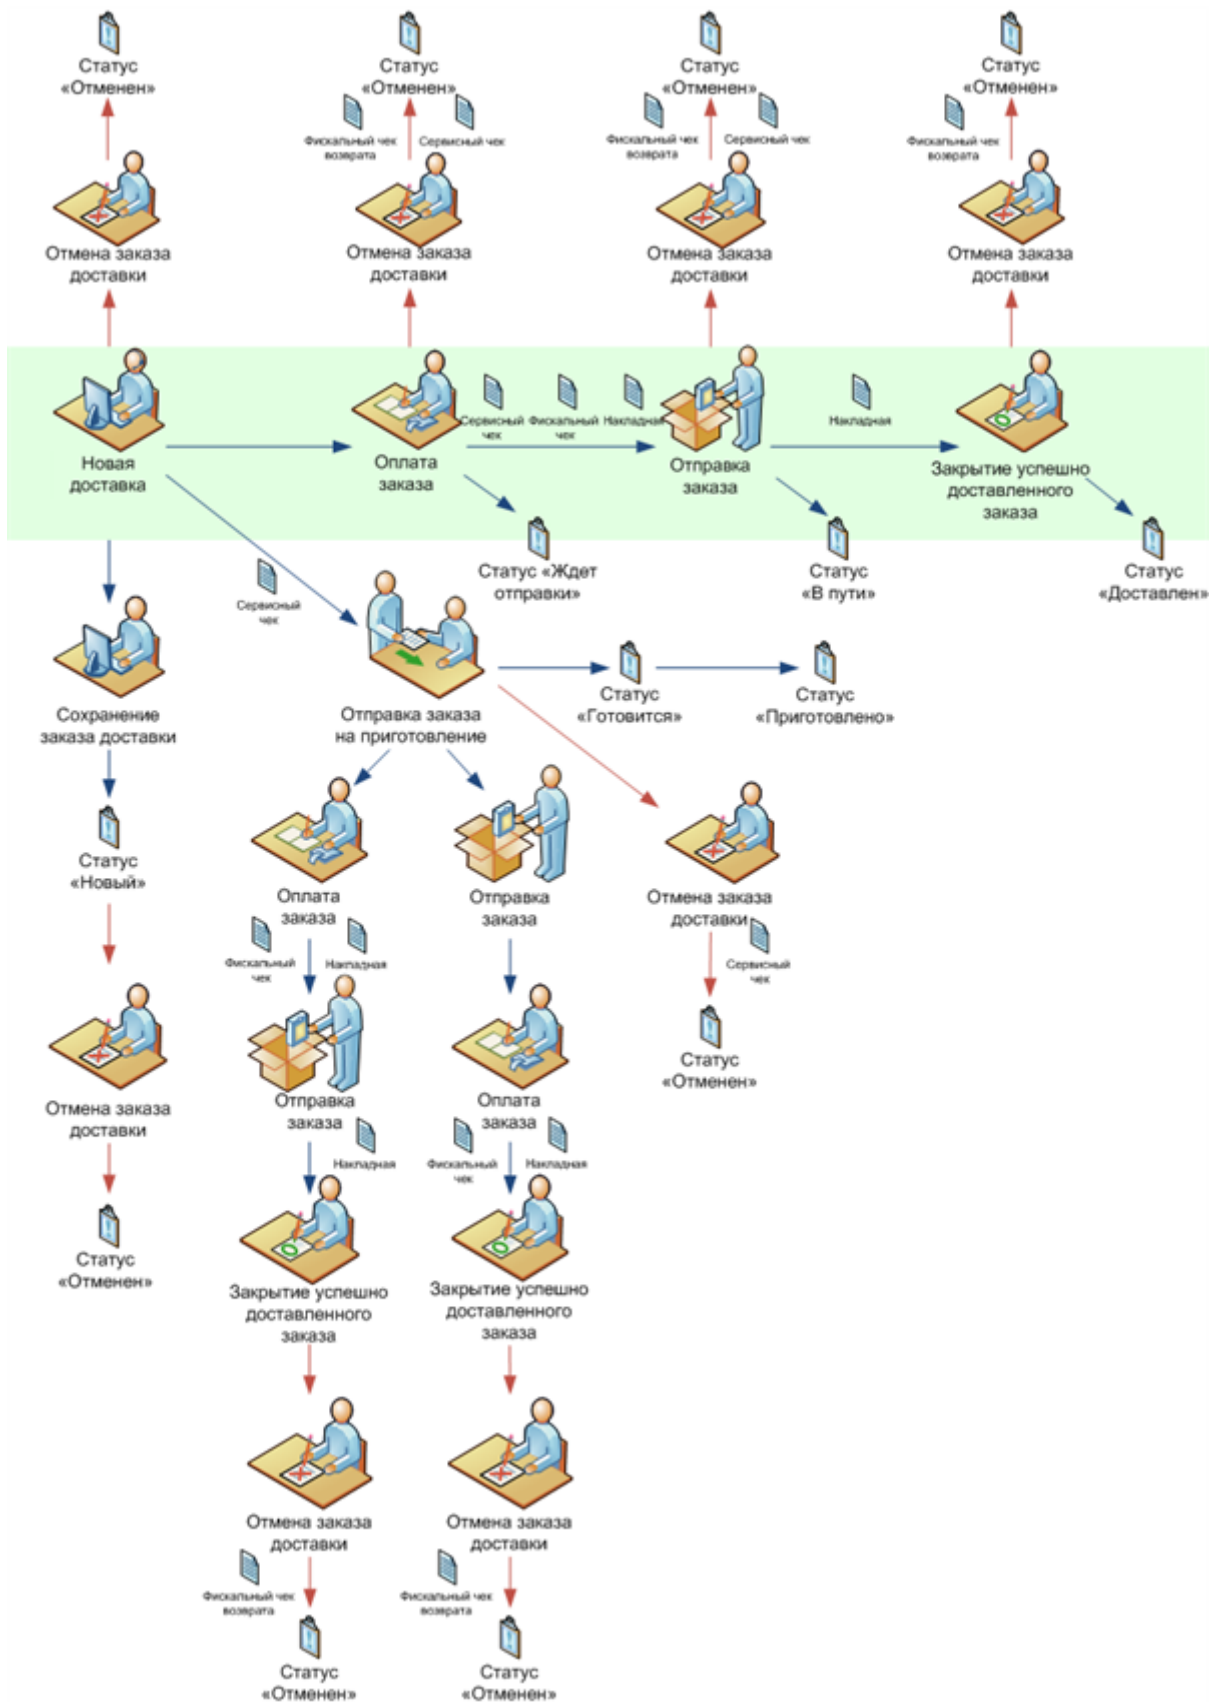 Статус
«Отменен»
Статус
«Отменен»
Статус
«Отменен»
Статус
«Отменен»
Фискальный чек
возврата
Сервисный чек
Фискальный чек
возврата
Сервисный чек
Фискальный чек
возврата
Отмена заказа
доставки
Отмена заказа
доставки
Отмена заказа
доставки
Отмена заказа
доставки
Сервисный
чек
Фискальный
чек
Накладная
Накладная
Новая
доставка
Оплата
заказа
Отправка
заказа
Закрытие успешно
доставленного
заказа
Статус «Ждет
отправки»
Статус
«В пути»
Статус
«Доставлен»
Сервисный
чек
Сохранение
заказа доставки
Отправка заказа
на приготовление
Статус
«Готовится»
Статус
«Приготовлено»
Статус
«Новый»
Оплата
заказа
Отправка
заказа
Отмена заказа
доставки
Фискальный
чек
Накладная
Сервисный
чек
Статус
«Отменен»
Отмена заказа
доставки
Отправка
заказа
Оплата
заказа
Накладная
Фискальный
чек
Накладная
Статус
«Отменен»
Закрытие успешно
доставленного
заказа
Закрытие успешно
доставленного
заказа
Отмена заказа
доставки
Отмена заказа
доставки
Фискальный чек
возврата
Фискальный чек
возврата
Статус
«Отменен»
Статус
«Отменен»